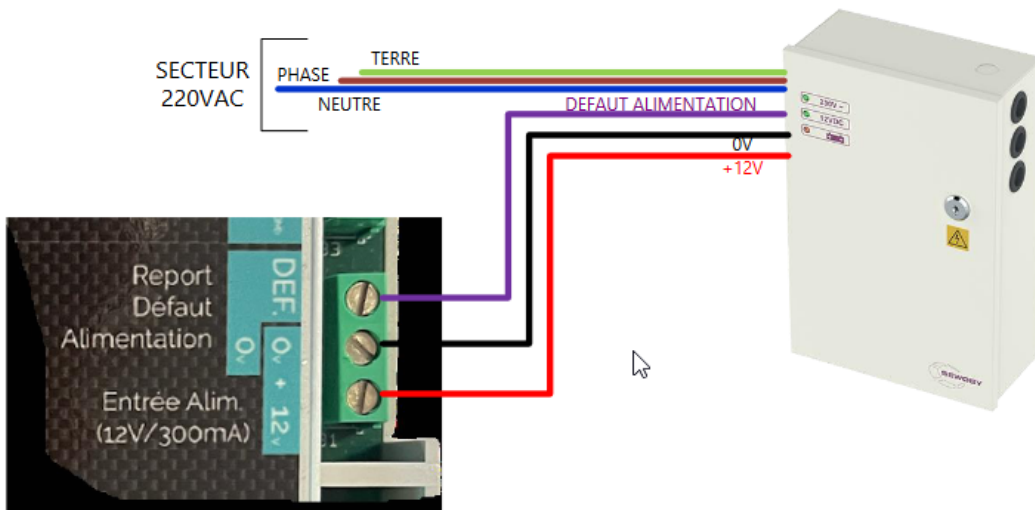 TERRE
SECTEUR
220VAC
PHASE
NEUTRE
DEFAUT ALIMENTATION
0V
+12V
230V ~
12VDC
SEWOSY
Report
Défaut
Alimentation
DEF.
0v
0v + 12v
Entrée Alim.
(12V/300mA)